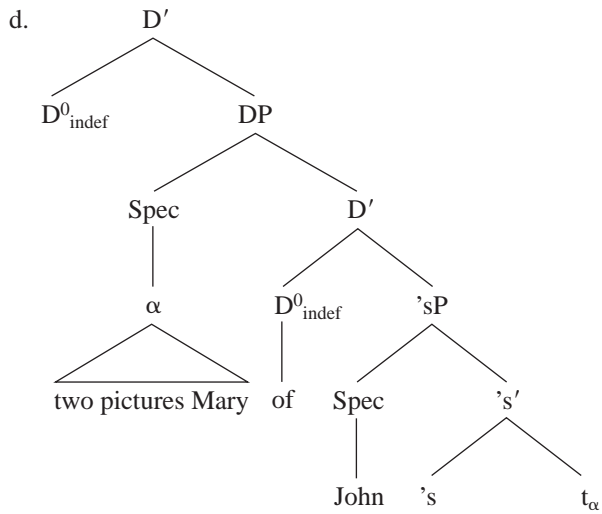 d. D′
D⁰indef DP
Spec D′
α D⁰indef ’sP
two pictures Mary of Spec ’s′
John ’s tα